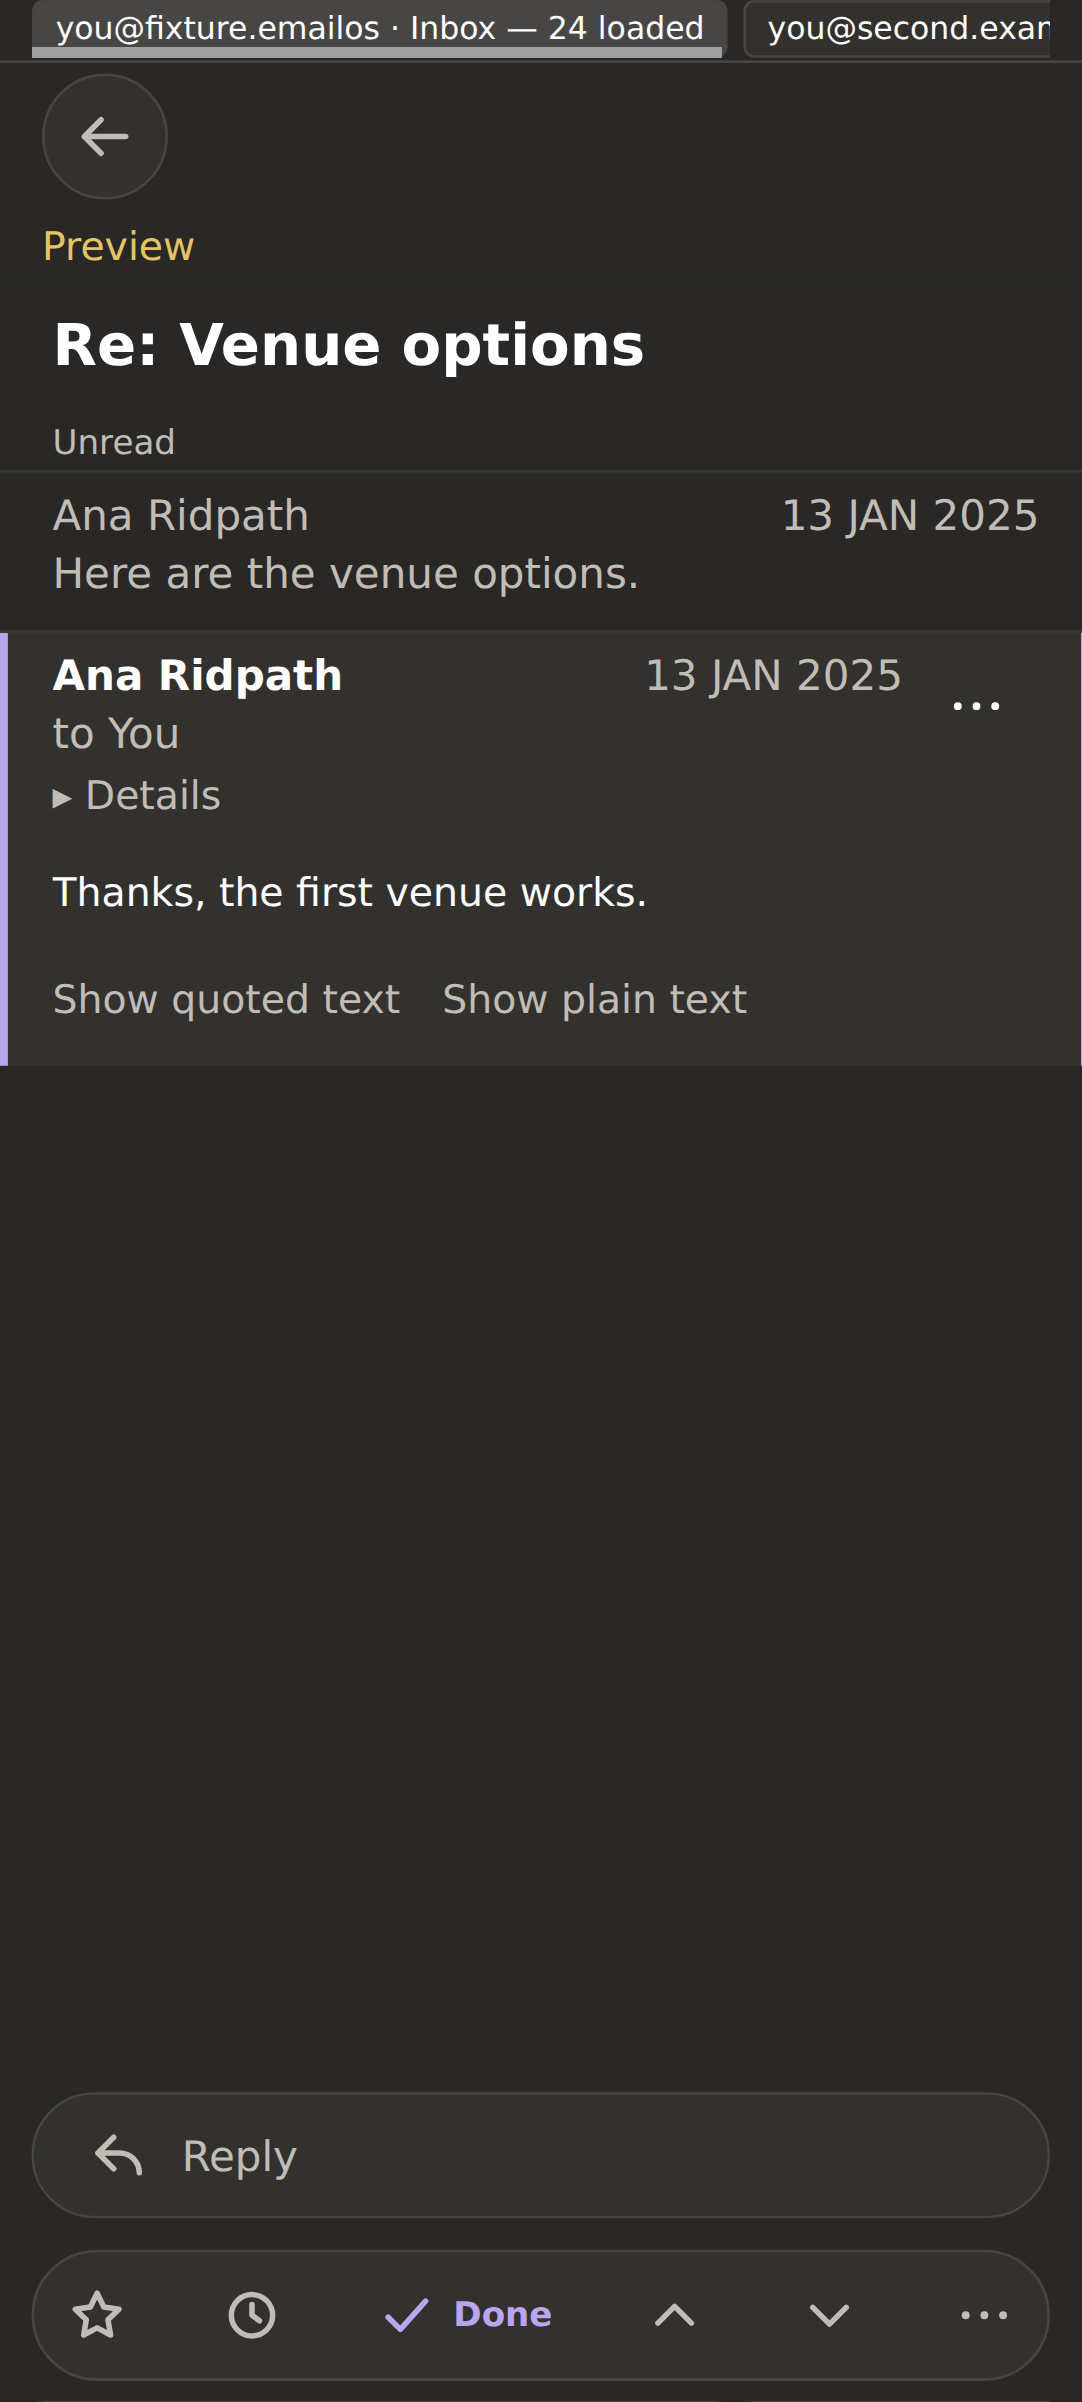 you@fixture.emailos · Inbox — 24 loaded
you@second.exam
Preview
Re: Venue options
Unread
Ana Ridpath 13 JAN 2025
Here are the venue options.
Ana Ridpath 13 JAN 2025
to You
▸ Details
Thanks, the first venue works.
Show quoted text Show plain text
Reply
Done